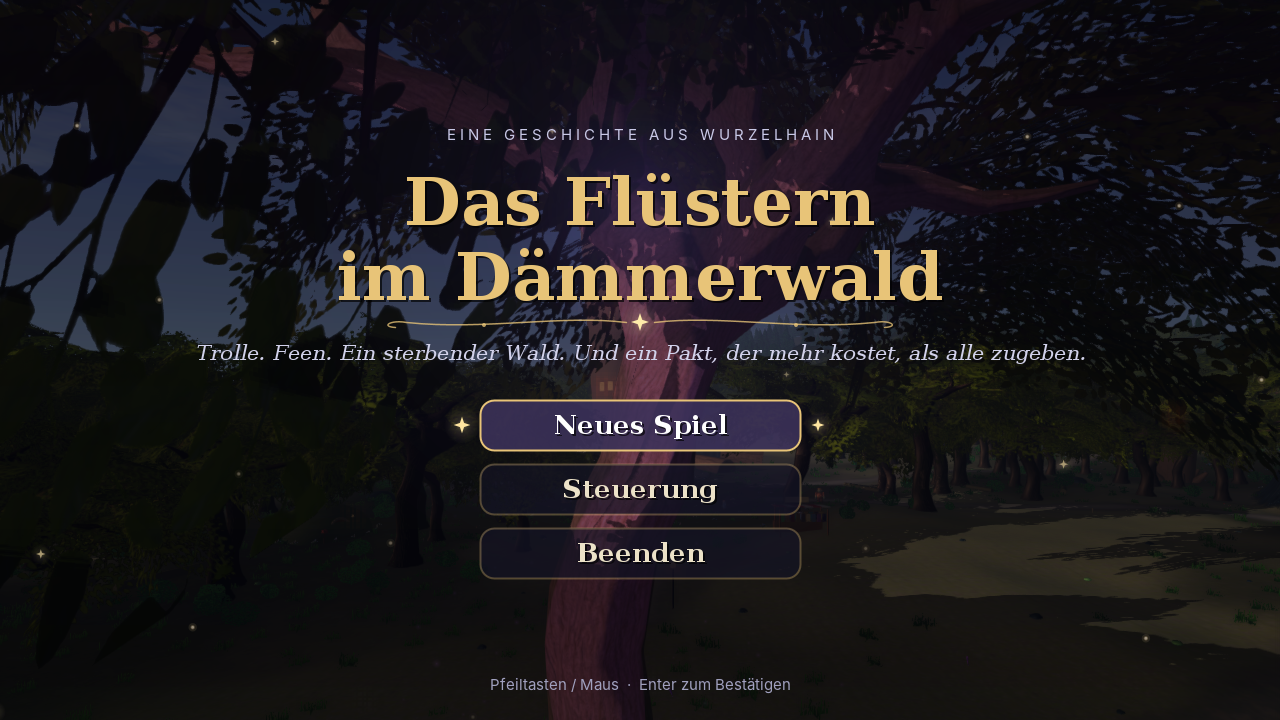 EINE GESCHICHTE AUS WURZELHAIN
Das Flüstern
im Dämmerwald
Trolle. Feen. Ein sterbender Wald. Und ein Pakt, der mehr kostet, als alle zugeben.
Neues Spiel
Steuerung
Beenden
Pfeiltasten / Maus · Enter zum Bestätigen